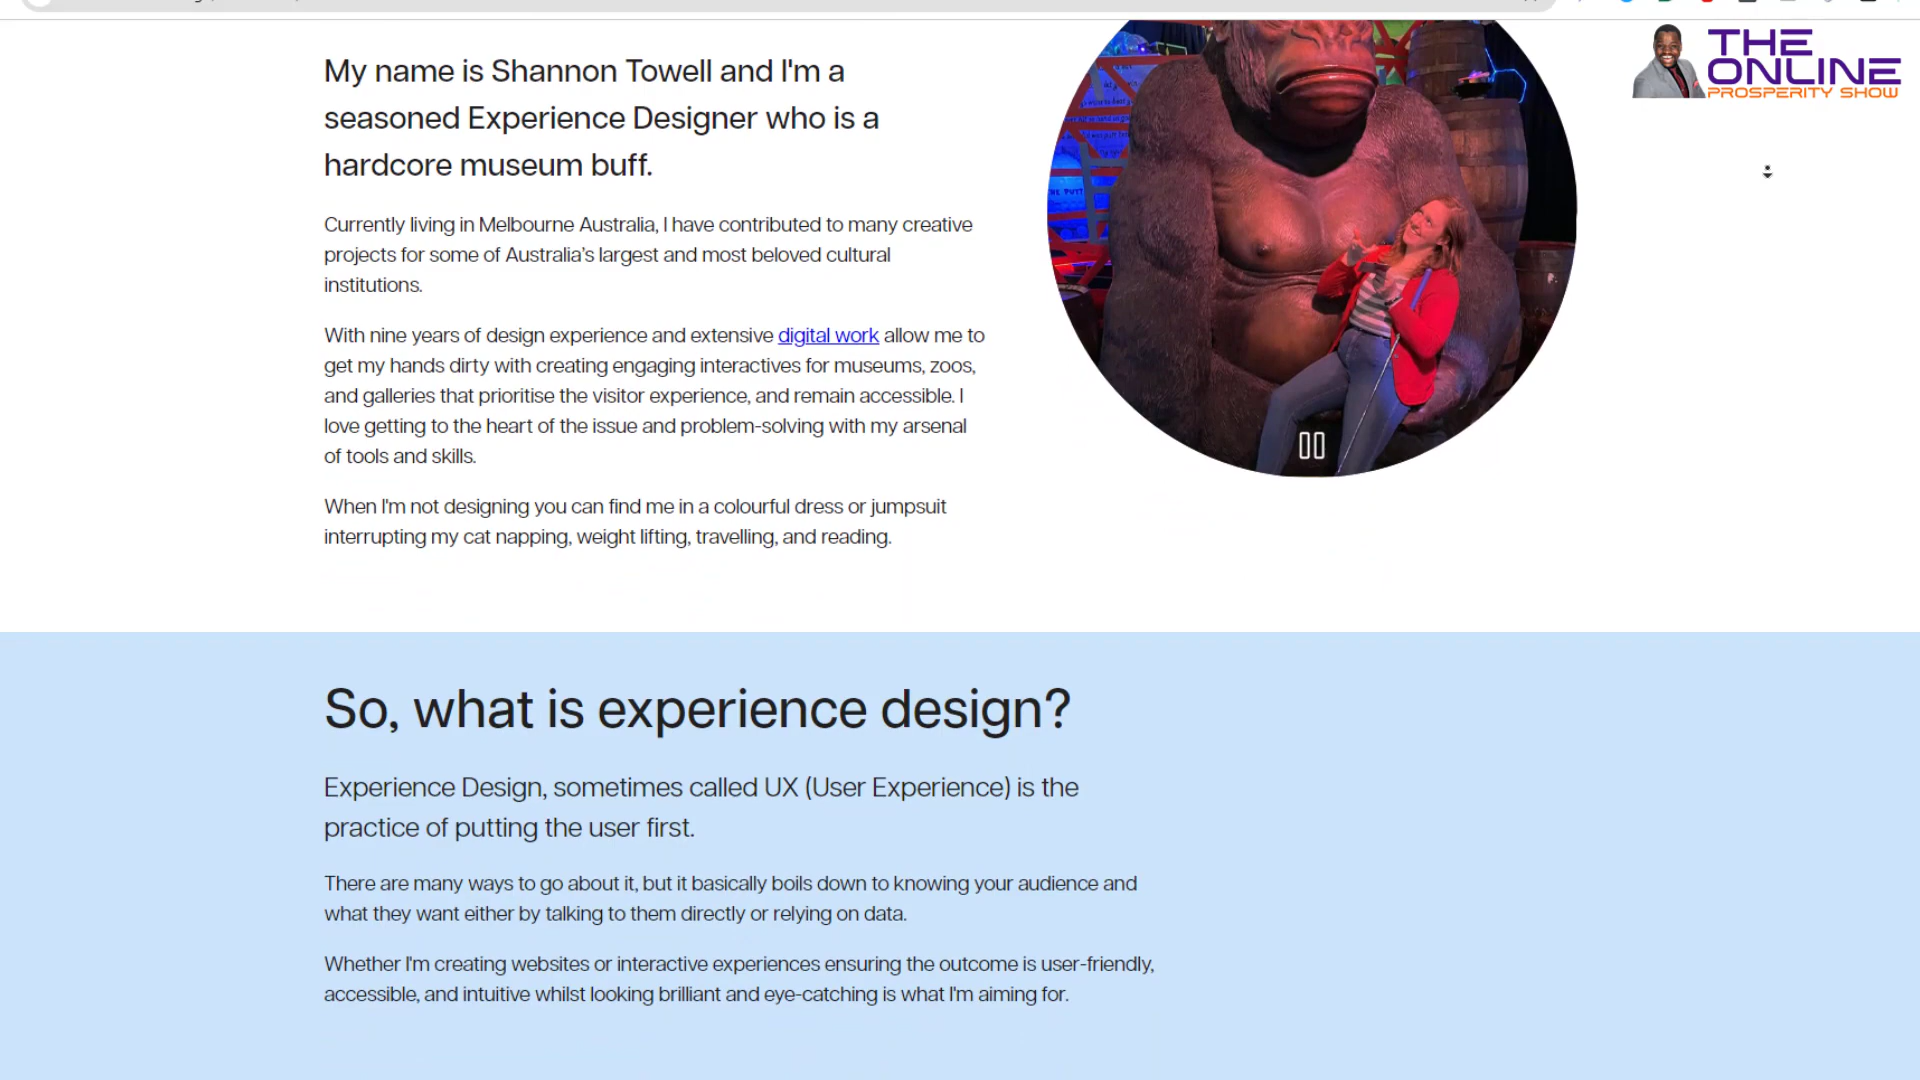 THE
ONLINE
PROSPERITY SHOW
My name is Shannon Towell and I'm a
seasoned Experience Designer who is a
hardcore museum buff.
Currently living in Melbourne Australia, I have contributed to many creative
projects for some of Australia's largest and most beloved cultural
institutions.
With nine years of design experience and extensive digital work allow me to
get my hands dirty with creating engaging interactives for museums, zoos,
and galleries that prioritise the visitor experience, and remain accessible. I
love getting to the heart of the issue and problem-solving with my arsenal
of tools and skills.
When I'm not designing you can find me in a colourful dress or jumpsuit
interrupting my cat napping, weight lifting, travelling, and reading.
So, what is experience design?
Experience Design, sometimes called UX (User Experience) is the
practice of putting the user first.
There are many ways to go about it, but it basically boils down to knowing your audience and
what they want either by talking to them directly or relying on data.
Whether I'm creating websites or interactive experiences ensuring the outcome is user-friendly,
accessible, and intuitive whilst looking brilliant and eye-catching is what I'm aiming for.